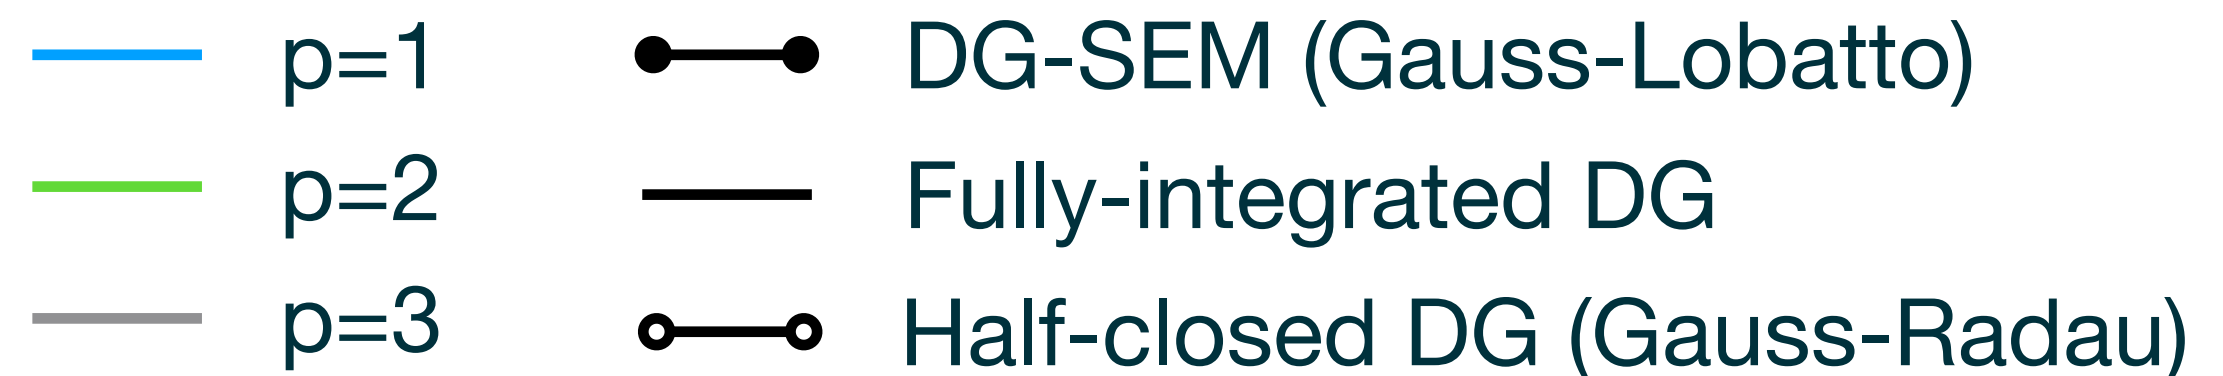 p=1 DG-SEM (Gauss-Lobatto)
p=2 Fully-integrated DG
p=3 Half-closed DG (Gauss-Radau)